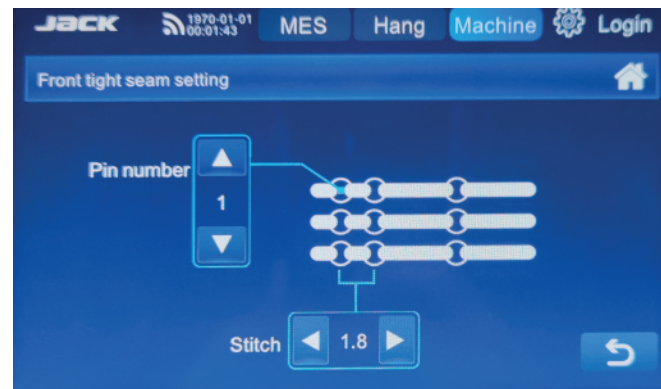 JACK 1970-01-01 00:01:43 MES Hang Machine Login
Front tight seam setting
Pin number
1
Stitch 1.8